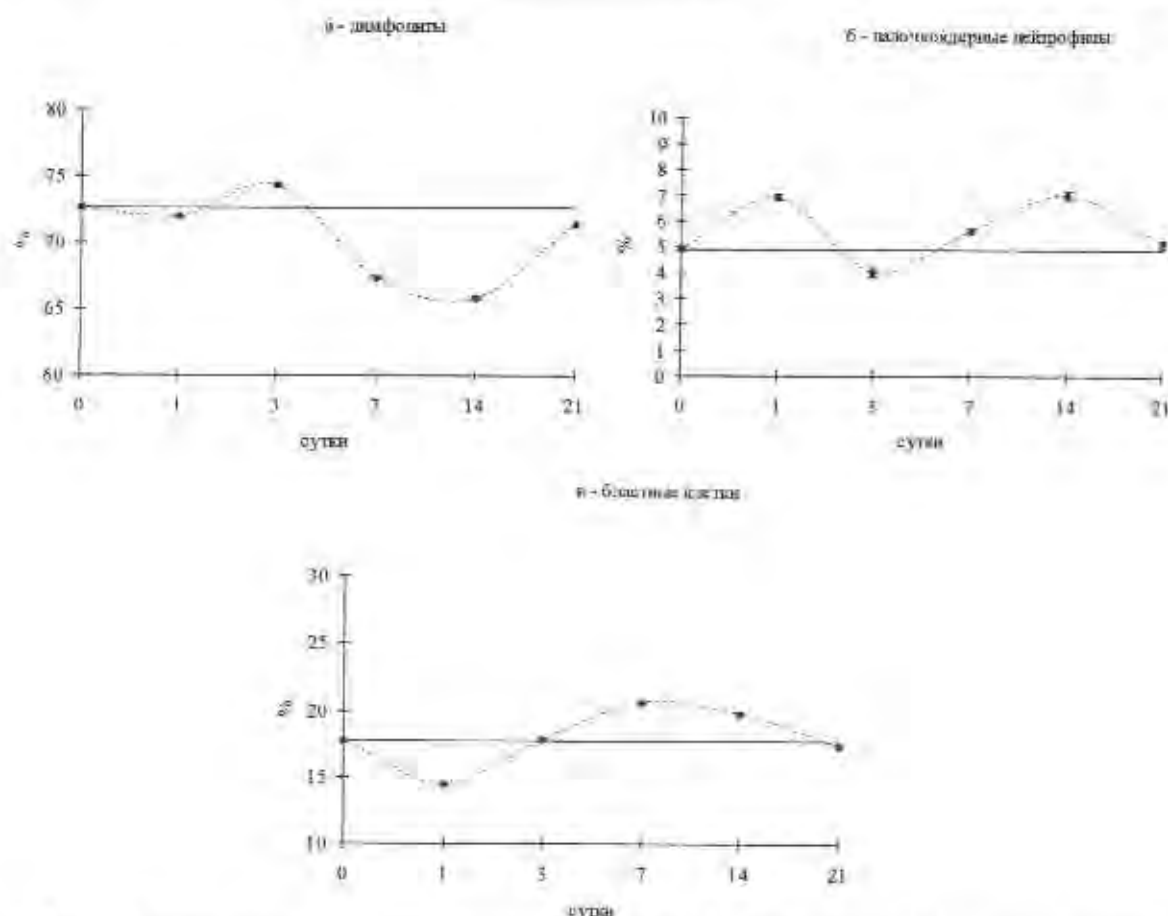 а - лимфоциты
80
75
70
65
60
%
0 1 3 7 14 21
сутки
б - палочкоядерные нейтрофилы
10
9
8
7
6
5
4
3
2
1
0
%
0 1 3 7 14 21
сутки
в - бластные клетки
30
25
20
15
10
%
0 1 3 7 14 21
сутки